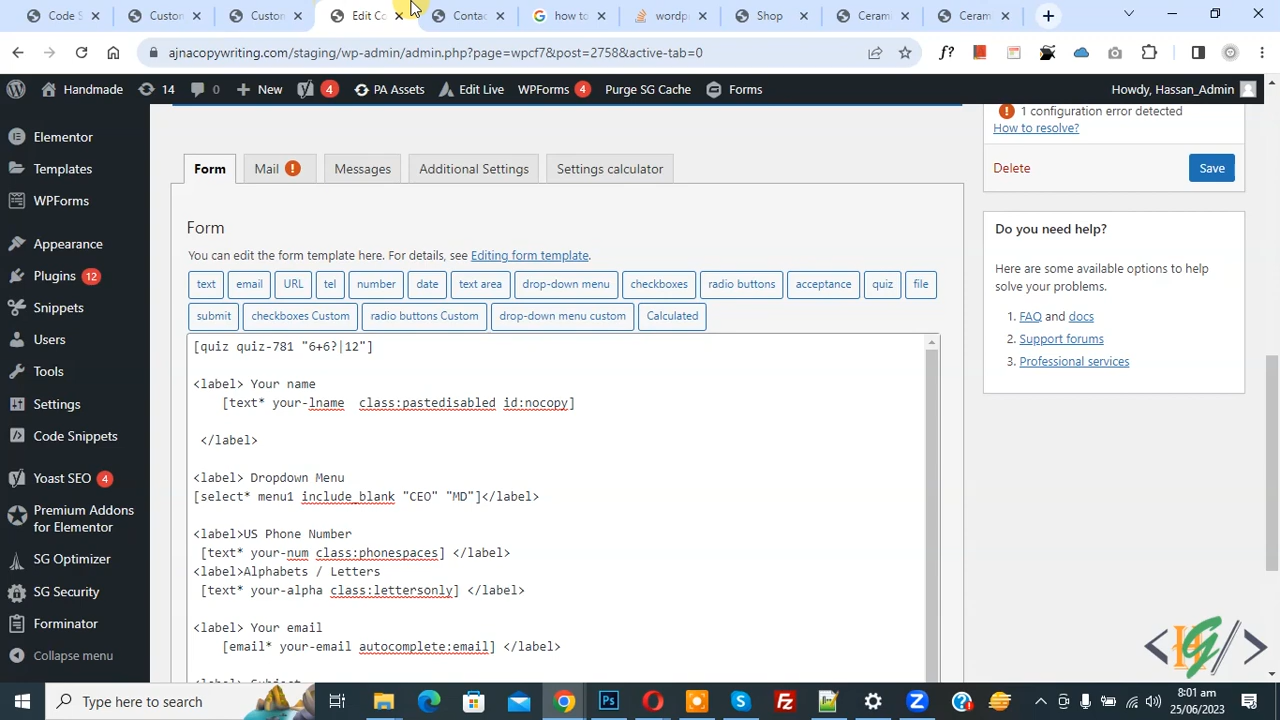 Code S
Custon
Custon
Edit Co
Contac
how to
wordpr
Shop
Ceram
Ceram
ajnacopywriting.com/staging/wp-admin/admin.php?page=wpcf7&post=2758&active-tab=0
Handmade 14 New 4 PA Assets Edit Live WPForms 4 Purge SG Cache Forms Howdy, Hassan_Admin
Elementor
Templates
WPForms
Appearance
Plugins 12
Snippets
Users
Tools
Settings
Code Snippets
Yoast SEO 4
Premium Addons
for Elementor
SG Optimizer
SG Security
Forminator
Collapse menu
Form Mail ! Messages Additional Settings Settings calculator
Form
You can edit the form template here. For details, see Editing form template.
text email URL tel number date text area drop-down menu checkboxes radio buttons acceptance quiz file
submit checkboxes Custom radio buttons Custom drop-down menu custom Calculated
[quiz quiz-781 "6+6?|12"]
<label> Your name
[text* your-lname class:pastedisabled id:nocopy]
</label>
<label> Dropdown Menu
[select* menu1 include_blank "CEO" "MD"]</label>
<label>US Phone Number
[text* your-num class:phonespaces] </label>
<label>Alphabets / Letters
[text* your-alpha class:lettersonly] </label>
<label> Your email
[email* your-email autocomplete:email] </label>
1 configuration error detected
How to resolve?
Delete Save
Do you need help?
Here are some available options to help
solve your problems.
1. FAQ and docs
2. Support forums
3. Professional services
Type here to search
8:01 am
25/06/2023